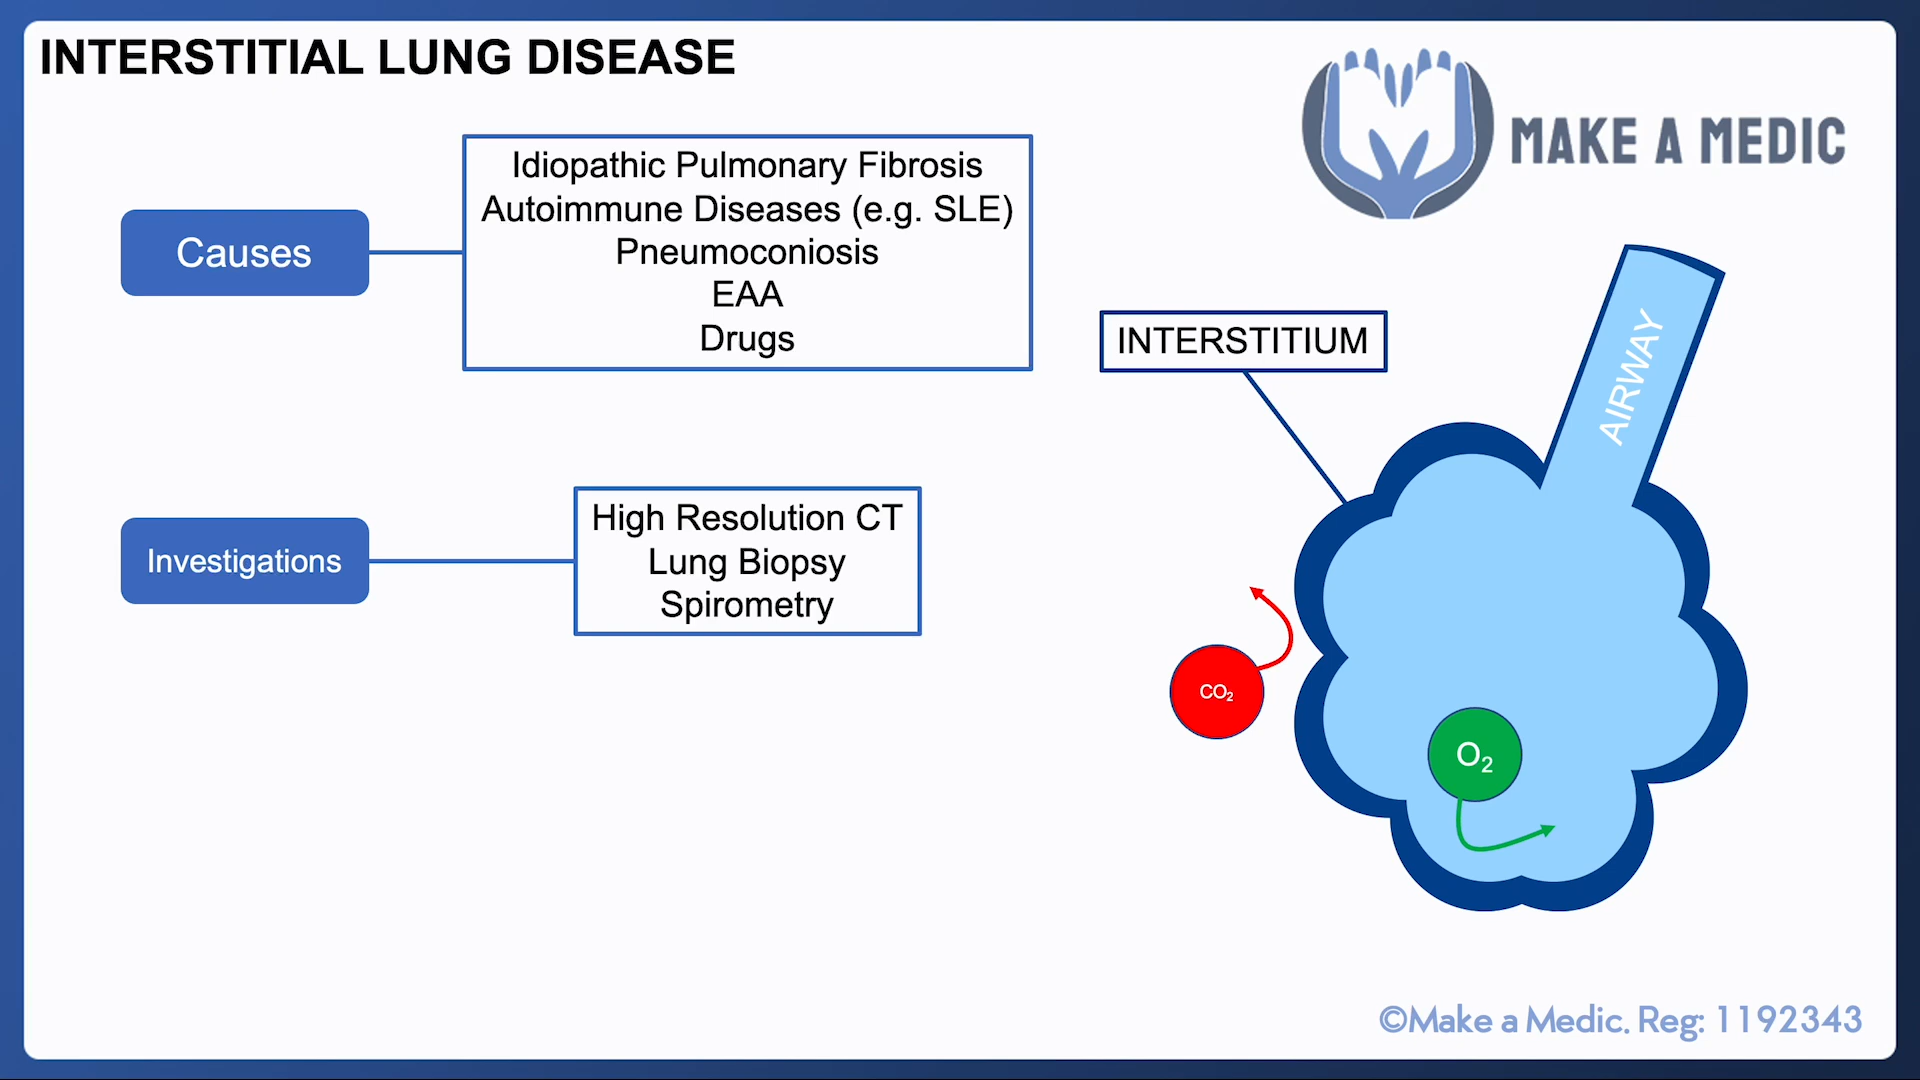 INTERSTITIAL LUNG DISEASE
MAKE A MEDIC
Causes
Idiopathic Pulmonary Fibrosis
Autoimmune Diseases (e.g. SLE)
Pneumoconiosis
EAA
Drugs
INTERSTITIUM
AIRWAY
Investigations
High Resolution CT
Lung Biopsy
Spirometry
CO₂
O₂
©Make a Medic. Reg: 1192343